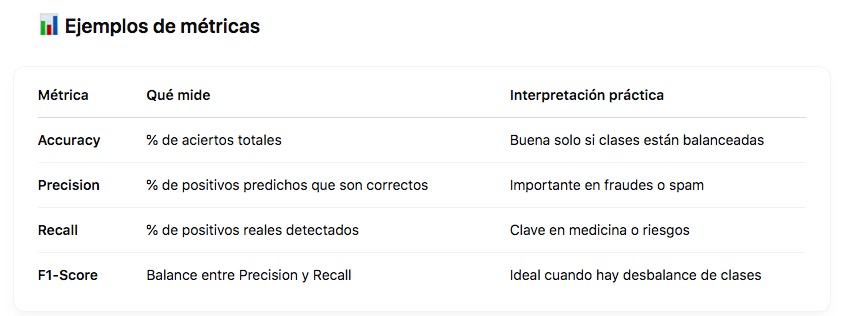 Ejemplos de métricas
Métrica Qué mide Interpretación práctica
Accuracy % de aciertos totales Buena solo si clases están balanceadas
Precision % de positivos predichos que son correctos Importante en fraudes o spam
Recall % de positivos reales detectados Clave en medicina o riesgos
F1-Score Balance entre Precision y Recall Ideal cuando hay desbalance de clases